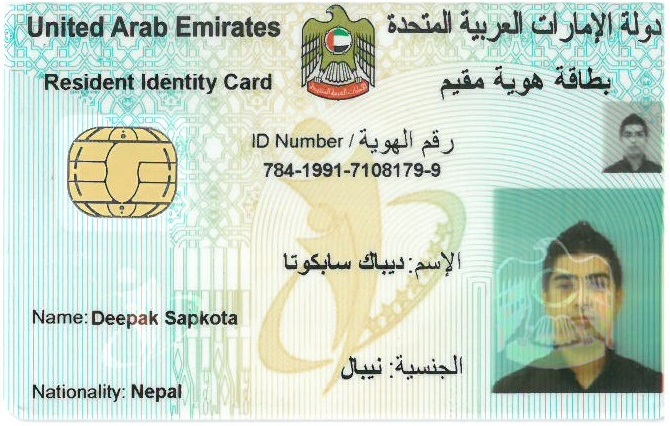 United Arab Emirates دولة الإمارات العربية المتحدة
Resident Identity Card بطاقة هوية مقيم
ID Number / رقم الهوية
784-1991-7108179-9
الإسم: ديباك سابكوتا
Name: Deepak Sapkota
الجنسية: نيبال
Nationality: Nepal